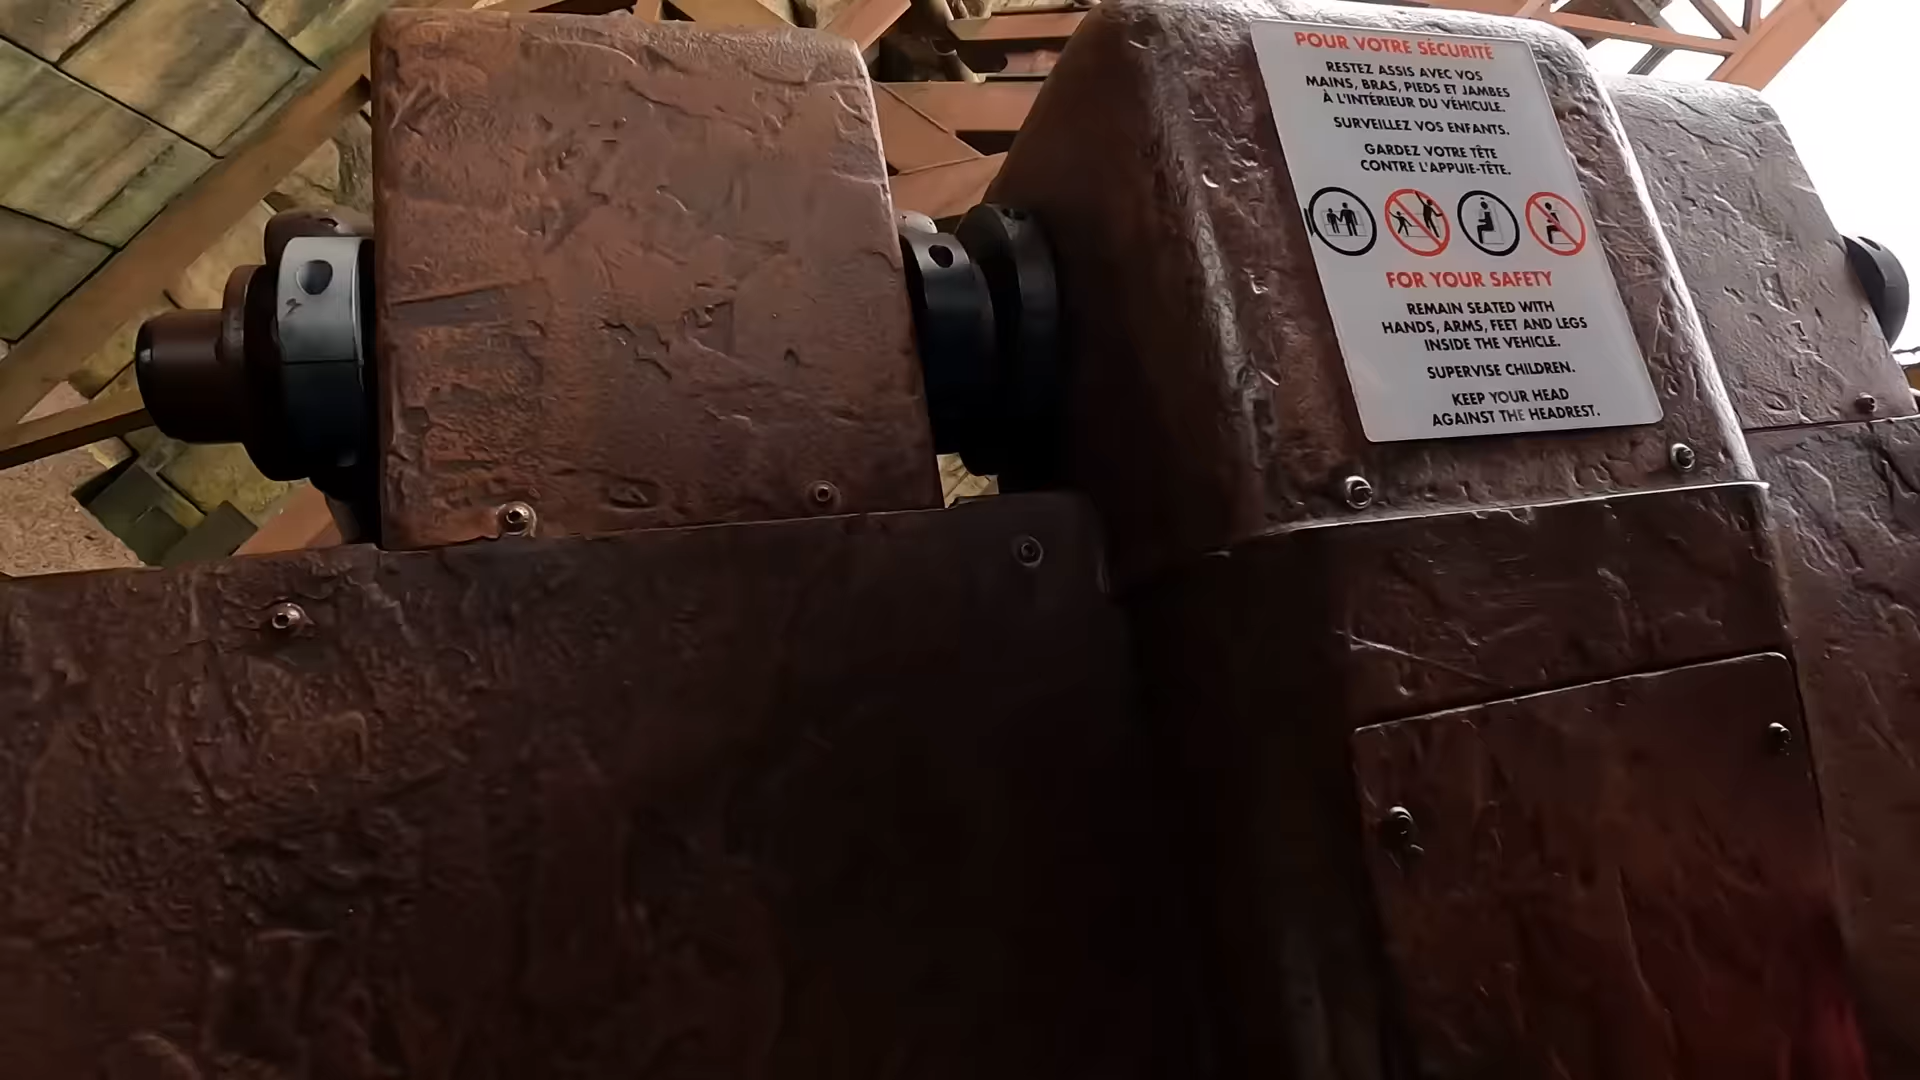 POUR VOTRE SÉCURITÉ
RESTEZ ASSIS AVEC VOS
MAINS, BRAS, PIEDS ET JAMBES
À L'INTÉRIEUR DU VÉHICULE.
SURVEILLEZ VOS ENFANTS.
GARDEZ VOTRE TÊTE
CONTRE L'APPUIE-TÊTE.
FOR YOUR SAFETY
REMAIN SEATED WITH
HANDS, ARMS, FEET AND LEGS
INSIDE THE VEHICLE.
SUPERVISE CHILDREN.
KEEP YOUR HEAD
AGAINST THE HEADREST.